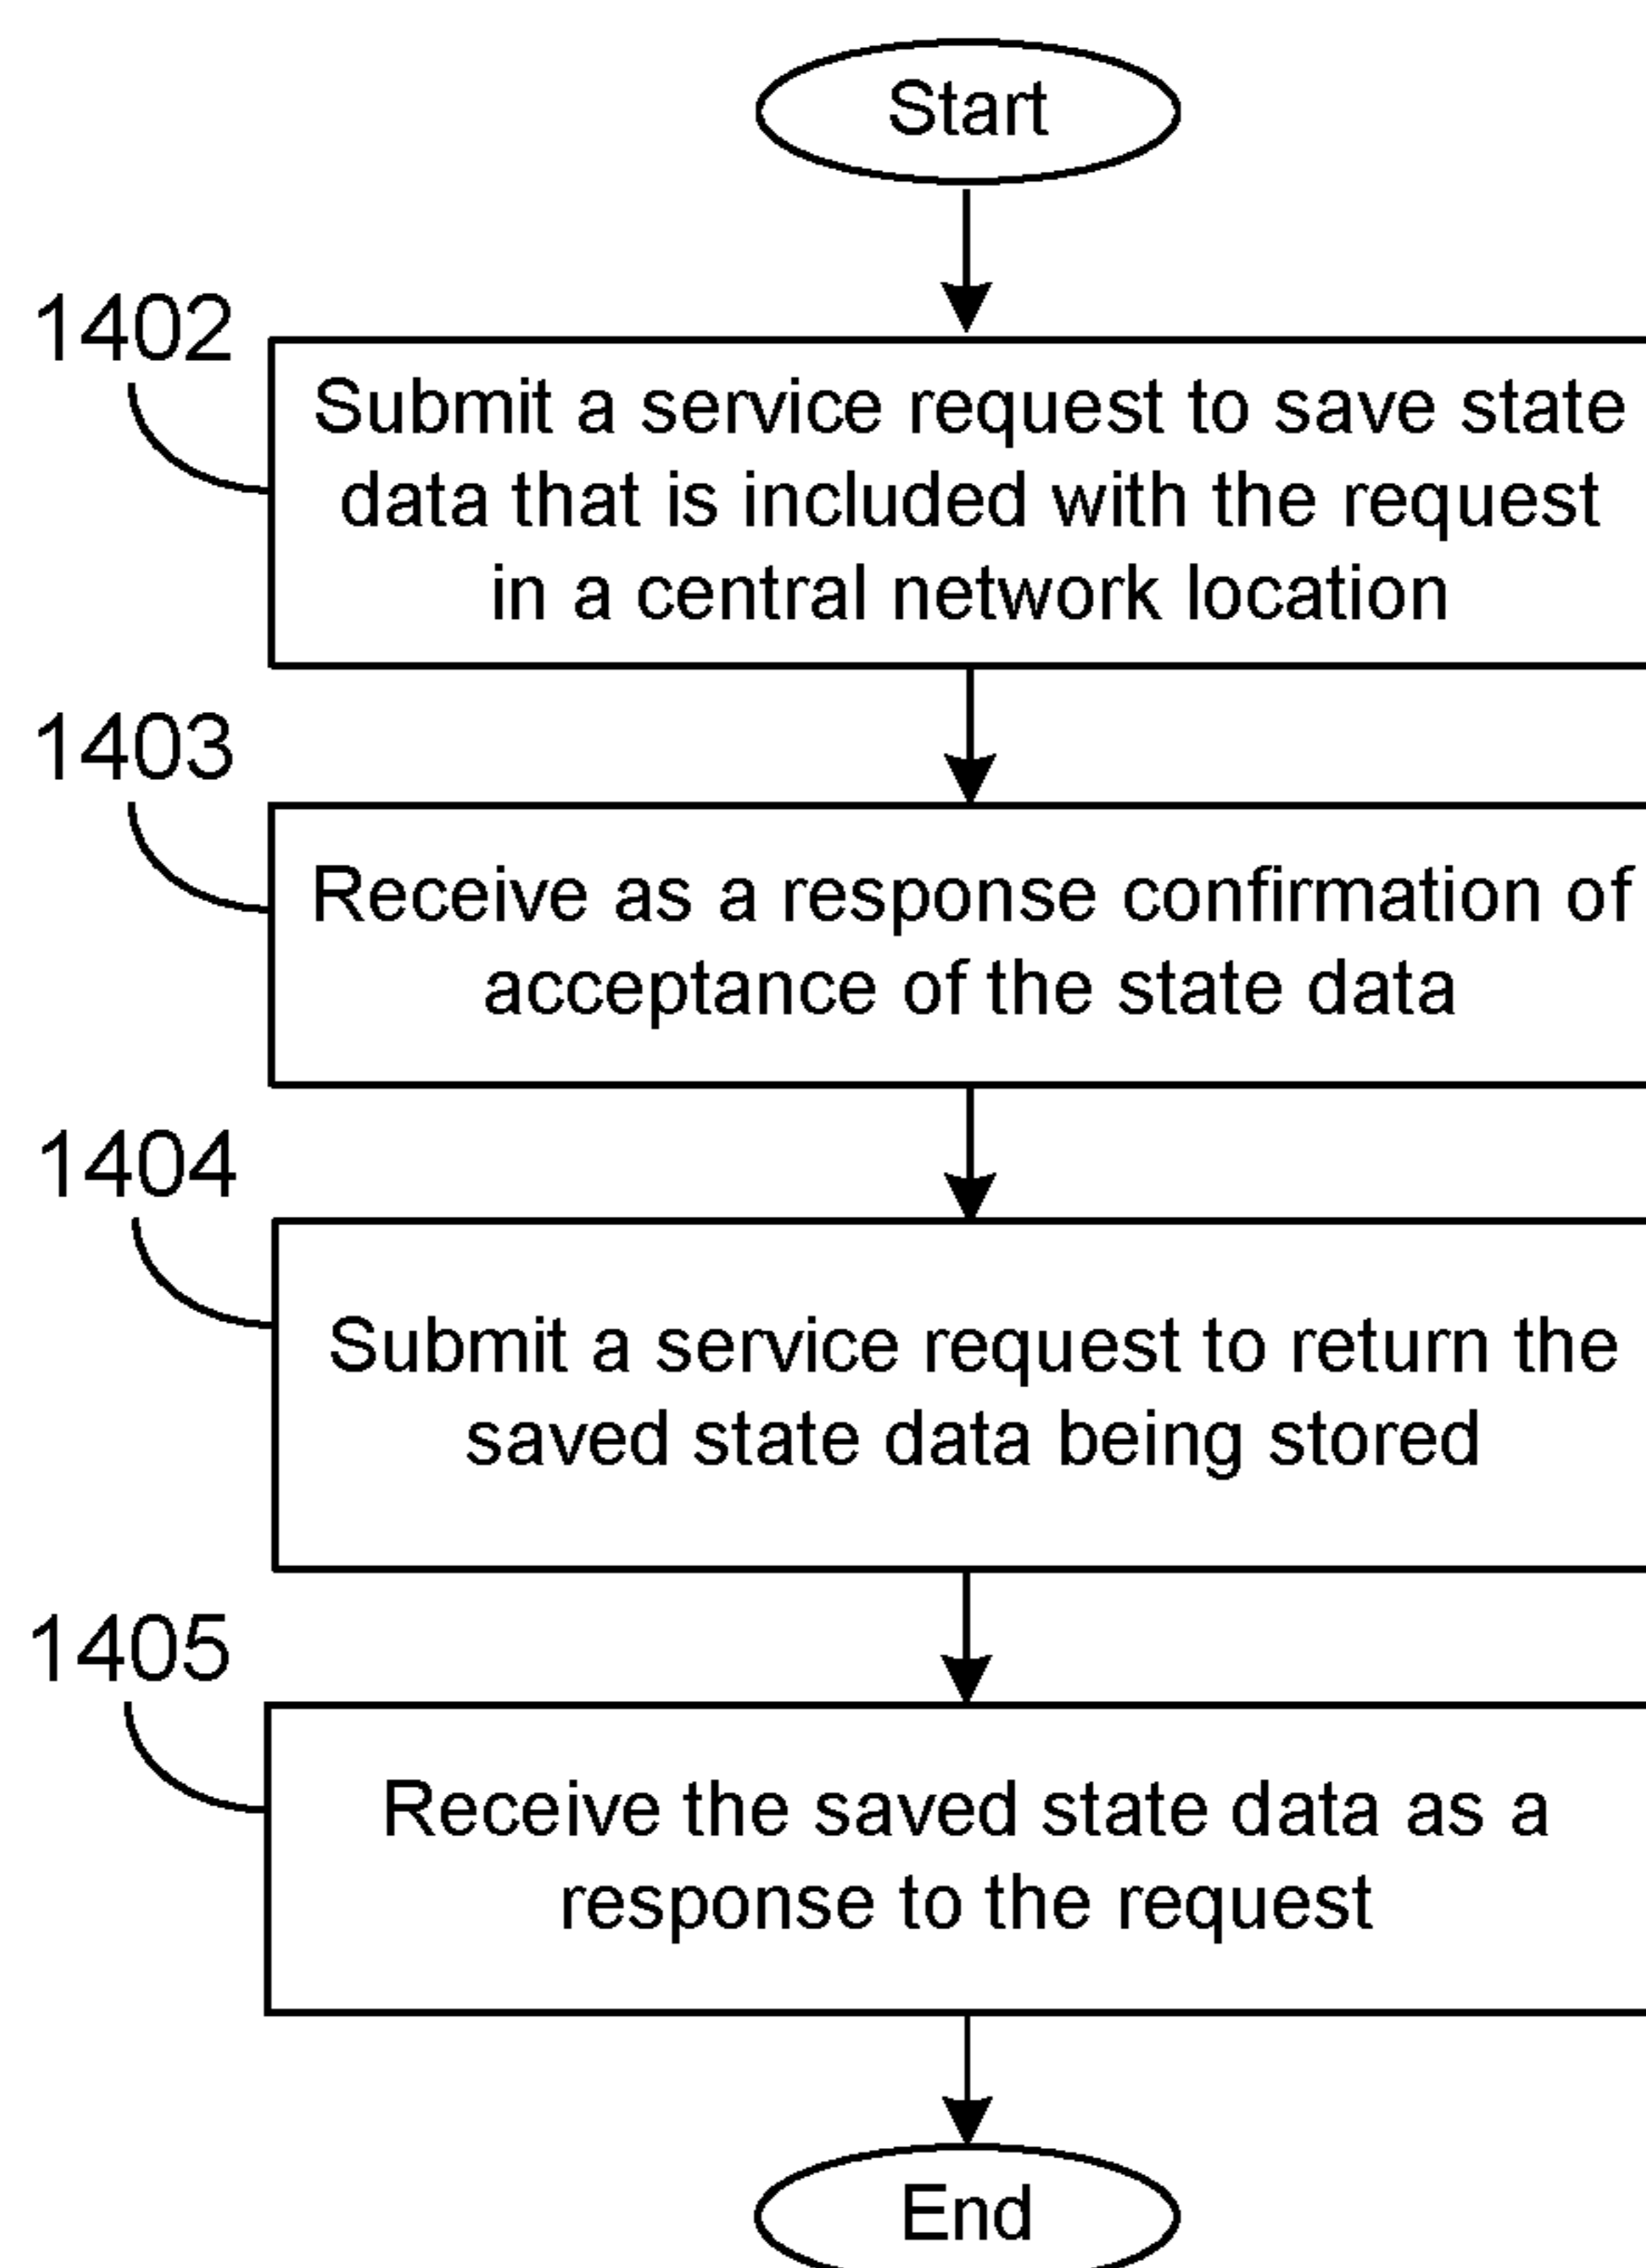 Start
1402
Submit a service request to save state
data that is included with the request
in a central network location
1403
Receive as a response confirmation of
acceptance of the state data
1404
Submit a service request to return the
saved state data being stored
1405
Receive the saved state data as a
response to the request
End